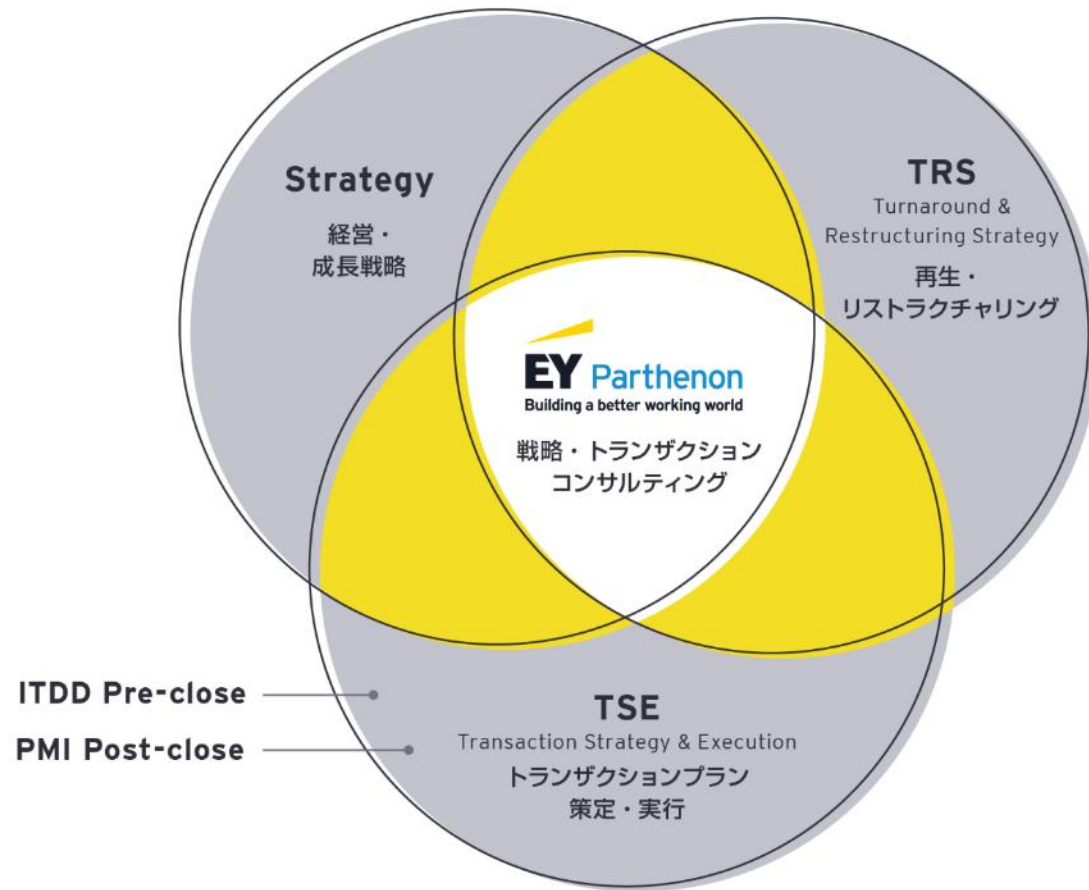 Strategy
経営・
成長戦略
TRS
Turnaround &
Restructuring Strategy
再生・
リストラクチャリング
EY Parthenon
Building a better working world
戦略・トランザクション
コンサルティング
ITDD Pre-close
PMI Post-close
TSE
Transaction Strategy & Execution
トランザクションプラン
策定・実行